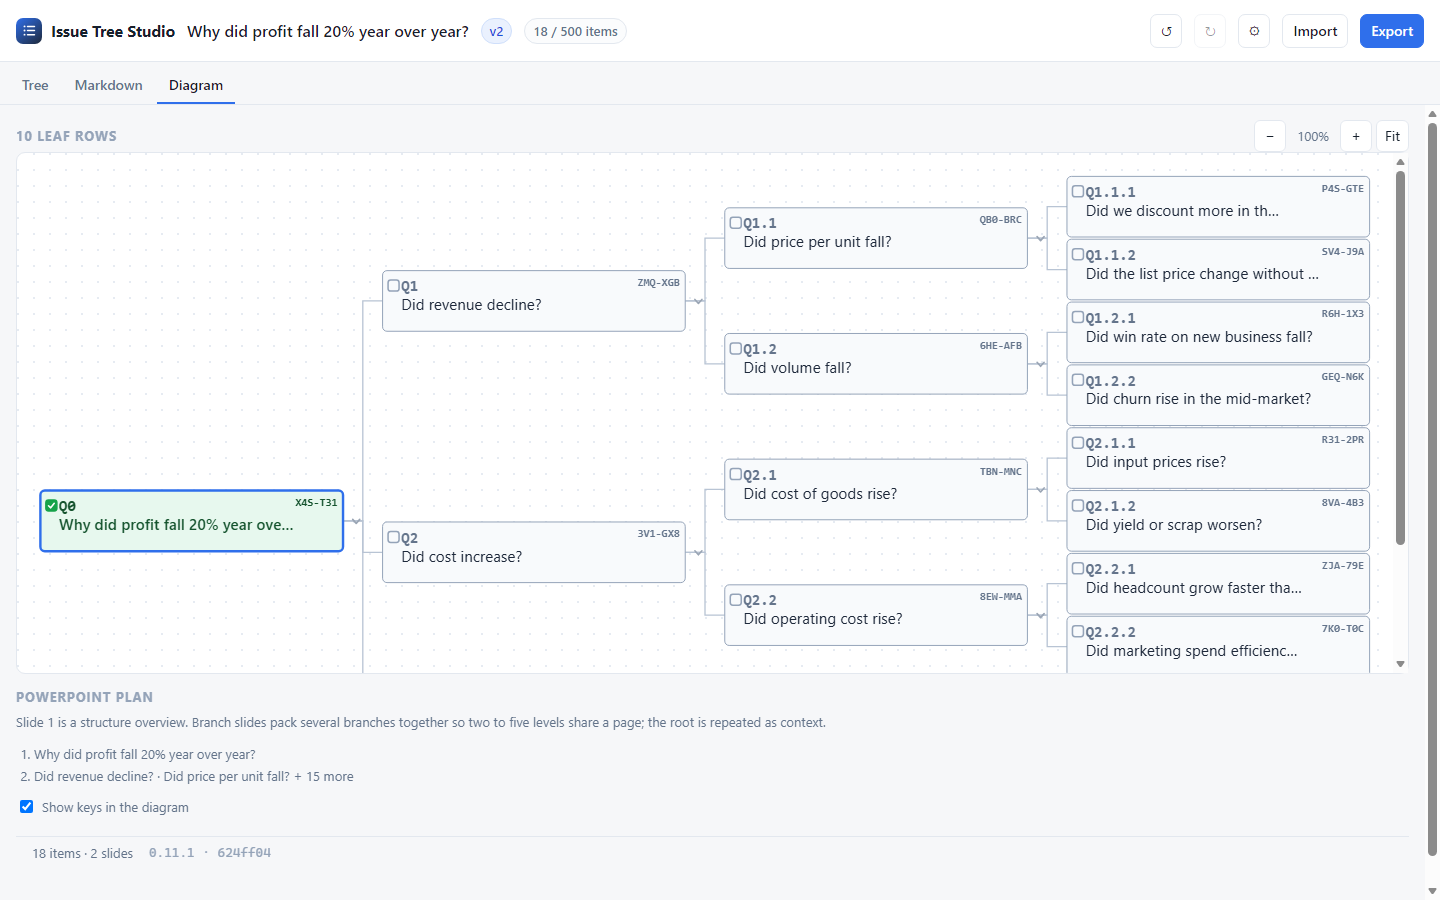 Issue Tree Studio Why did profit fall 20% year over year? v2 18 / 500 items Import Export
Tree Markdown Diagram
10 LEAF ROWS − 100% + Fit
Q1.1.1 P4S-GTE
Did we discount more in th...
Q1.1 QB0-BRC
Did price per unit fall?
Q1.1.2 SV4-J9A
Did the list price change without ...
Q1 ZMQ-XGB
Did revenue decline?
Q1.2.1 R6H-1X3
Did win rate on new business fall?
Q1.2 6HE-AFB
Did volume fall?
Q1.2.2 GEQ-N6K
Did churn rise in the mid-market?
Q2.1.1 R31-2PR
Did input prices rise?
Q2.1 TBN-MNC
Did cost of goods rise?
Q0 X4S-T31
Why did profit fall 20% year ove...
Q2.1.2 8VA-4B3
Did yield or scrap worsen?
Q2 3V1-GX8
Did cost increase?
Q2.2.1 ZJA-79E
Did headcount grow faster tha...
Q2.2 8EW-MMA
Did operating cost rise?
Q2.2.2 7K0-T0C
Did marketing spend efficienc...
POWERPOINT PLAN
Slide 1 is a structure overview. Branch slides pack several branches together so two to five levels share a page; the root is repeated as context.
1. Why did profit fall 20% year over year?
2. Did revenue decline? · Did price per unit fall? + 15 more
Show keys in the diagram
18 items · 2 slides 0.11.1 · 624ff04